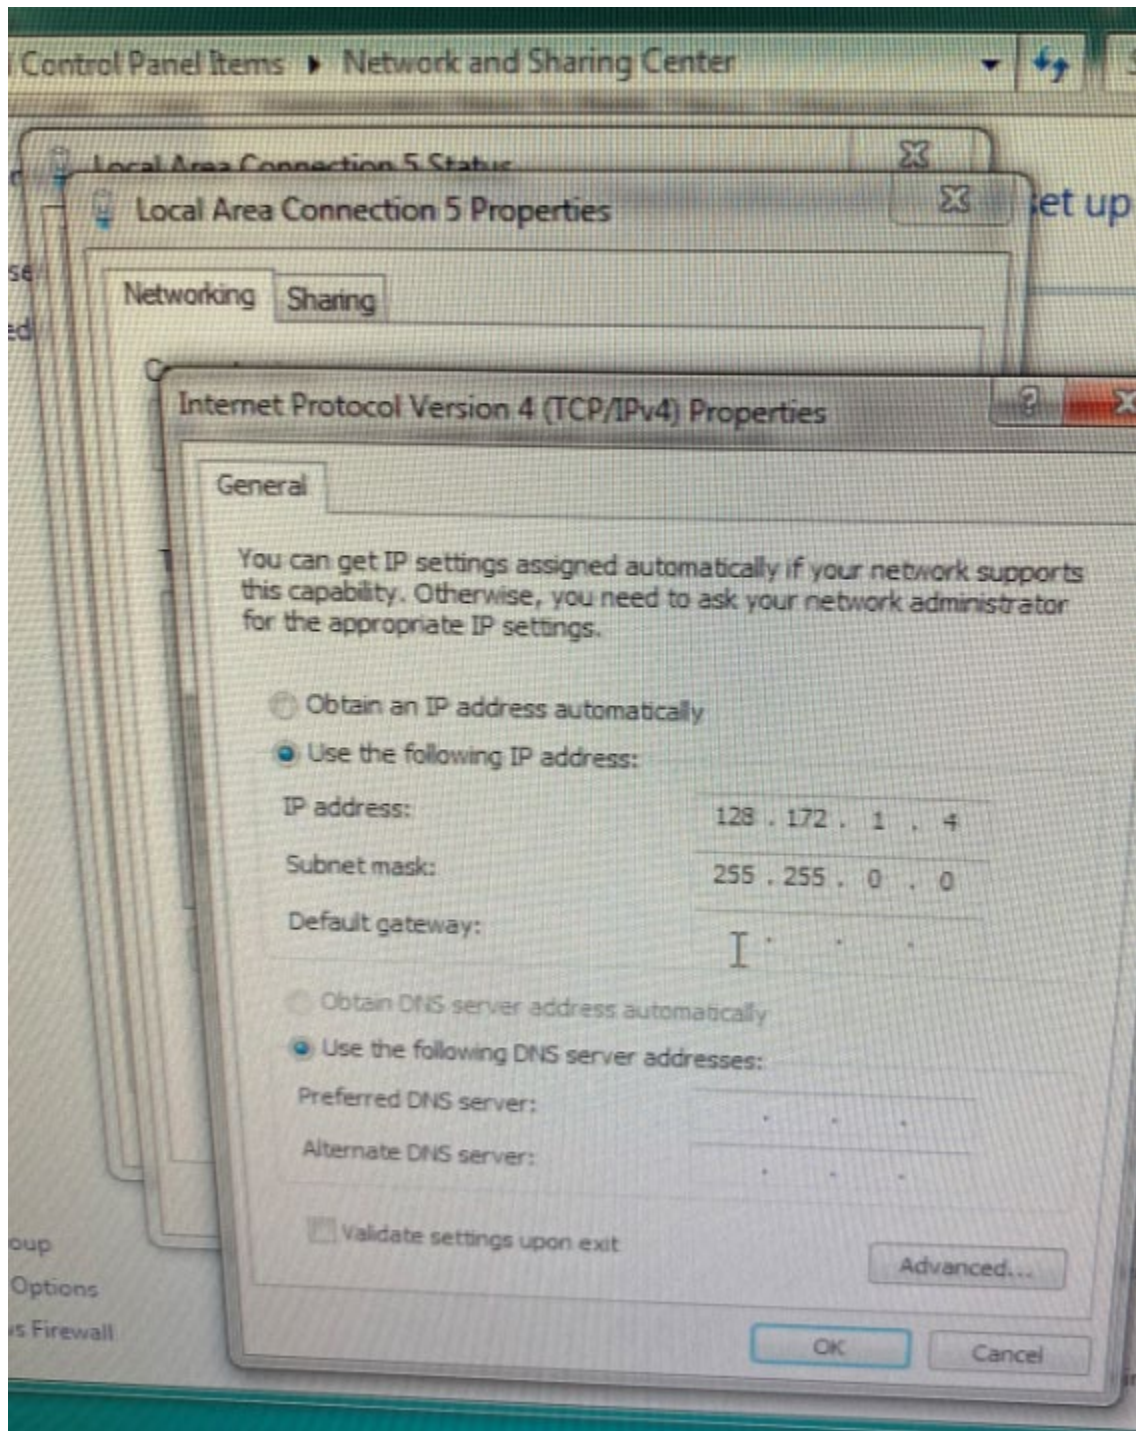 Control Panel Items ▸ Network and Sharing Center
Local Area Connection 5 Status
Local Area Connection 5 Properties
et up
Networking
Sharing
Internet Protocol Version 4 (TCP/IPv4) Properties
General
You can get IP settings assigned automatically if your network supports
this capability. Otherwise, you need to ask your network administrator
for the appropriate IP settings.
Obtain an IP address automatically
Use the following IP address:
IP address: 128 . 172 . 1 . 4
Subnet mask: 255 . 255 . 0 . 0
Default gateway: . . .
Obtain DNS server address automatically
Use the following DNS server addresses:
Preferred DNS server: . . .
Alternate DNS server: . . .
Validate settings upon exit
Advanced...
OK
Cancel
oup
Options
s Firewall